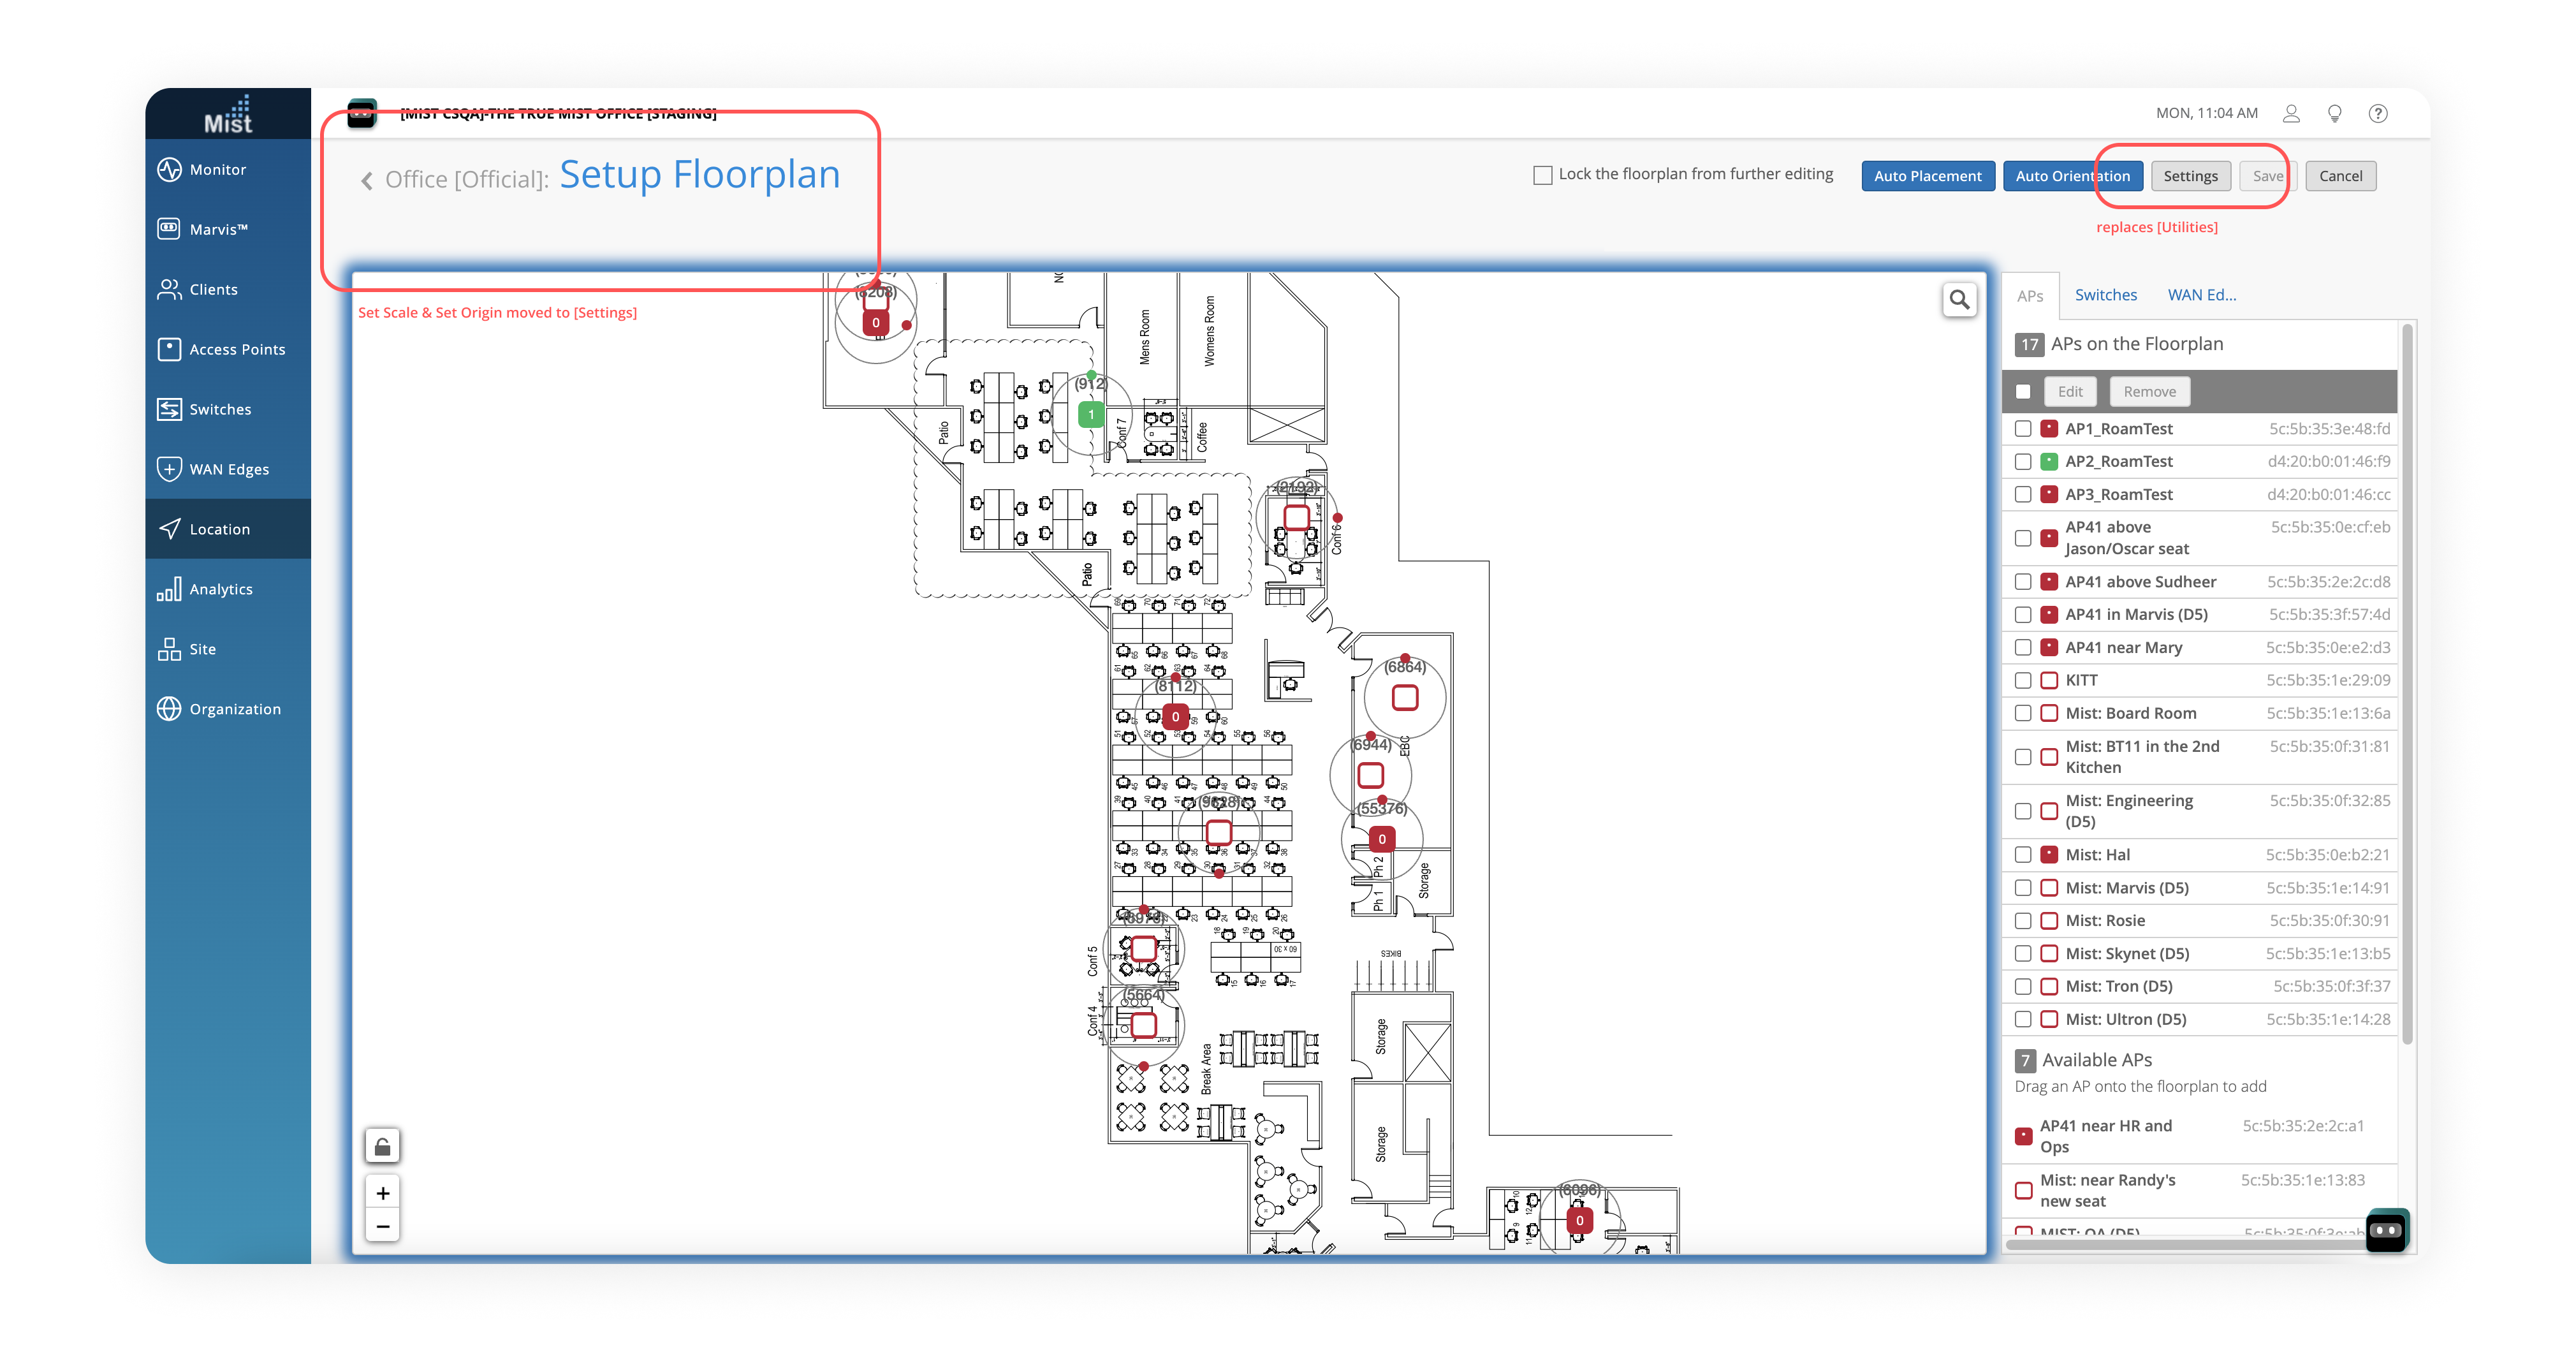 Mist
[MIST CSQA]-THE TRUE MIST OFFICE [STAGING]
MON, 11:04 AM
Monitor
Marvis™
Clients
Access Points
Switches
WAN Edges
Location
Analytics
Site
Organization
Office [Official]: Setup Floorplan
Lock the floorplan from further editing
Auto Placement
Auto Orientation
Settings
Save
Cancel
replaces [Utilities]
Set Scale & Set Origin moved to [Settings]
(8208)
0
Mens Room
Womens Room
(912)
1
Patio
Conf 7
Coffee
(2192)
Conf 6
Patio
(6864)
(8112)
0
(6944)
EBC
(55376)
0
Ph 2
Ph 1
Storage
Conf 5
60 X 30
BIKES
(5664)
Conf 4
Break Area
Storage
Storage
(6096)
0
APs
Switches
WAN Ed...
17 APs on the Floorplan
Edit
Remove
AP1_RoamTest 5c:5b:35:3e:48:fd
AP2_RoamTest d4:20:b0:01:46:f9
AP3_RoamTest d4:20:b0:01:46:cc
AP41 above 5c:5b:35:0e:cf:eb
Jason/Oscar seat
AP41 above Sudheer 5c:5b:35:2e:2c:d8
AP41 in Marvis (D5) 5c:5b:35:3f:57:4d
AP41 near Mary 5c:5b:35:0e:e2:d3
KITT 5c:5b:35:1e:29:09
Mist: Board Room 5c:5b:35:1e:13:6a
Mist: BT11 in the 2nd 5c:5b:35:0f:31:81
Kitchen
Mist: Engineering 5c:5b:35:0f:32:85
(D5)
Mist: Hal 5c:5b:35:0e:b2:21
Mist: Marvis (D5) 5c:5b:35:1e:14:91
Mist: Rosie 5c:5b:35:0f:30:91
Mist: Skynet (D5) 5c:5b:35:1e:13:b5
Mist: Tron (D5) 5c:5b:35:0f:3f:37
Mist: Ultron (D5) 5c:5b:35:1e:14:28
7 Available APs
Drag an AP onto the floorplan to add
AP41 near HR and 5c:5b:35:2e:2c:a1
Ops
Mist: near Randy's 5c:5b:35:1e:13:83
new seat
MIST: OA (D5) 5c:5b:35:0f:3e:ab